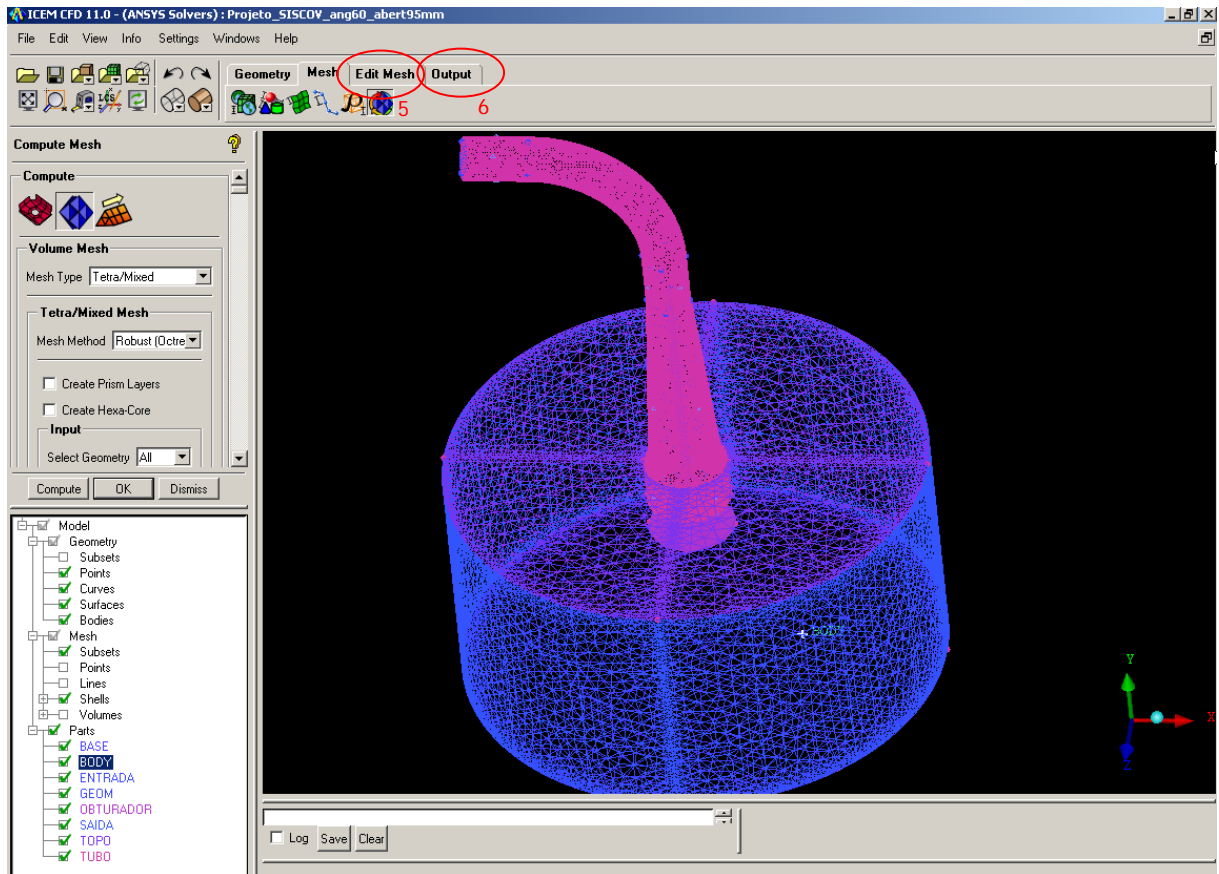 ICEM CFD 11.0 - (ANSYS Solvers) : Projeto_SISCOV_ang60_abert95mm
File Edit View Info Settings Windows Help
Geometry Mesh Edit Mesh Output
5 6
Compute Mesh
Compute
Volume Mesh
Mesh Type Tetra/Mixed
Tetra/Mixed Mesh
Mesh Method Robust (Octre
Create Prism Layers
Create Hexa-Core
Input
Select Geometry All
Compute OK Dismiss
Model
Geometry
Subsets
Points
Curves
Surfaces
Bodies
Mesh
Subsets
Points
Lines
Shells
Volumes
Parts
BASE
BODY
ENTRADA
GEOM
OBTURADOR
SAIDA
TOPO
TUBO
BODY
Y
X
Z
Log Save Clear